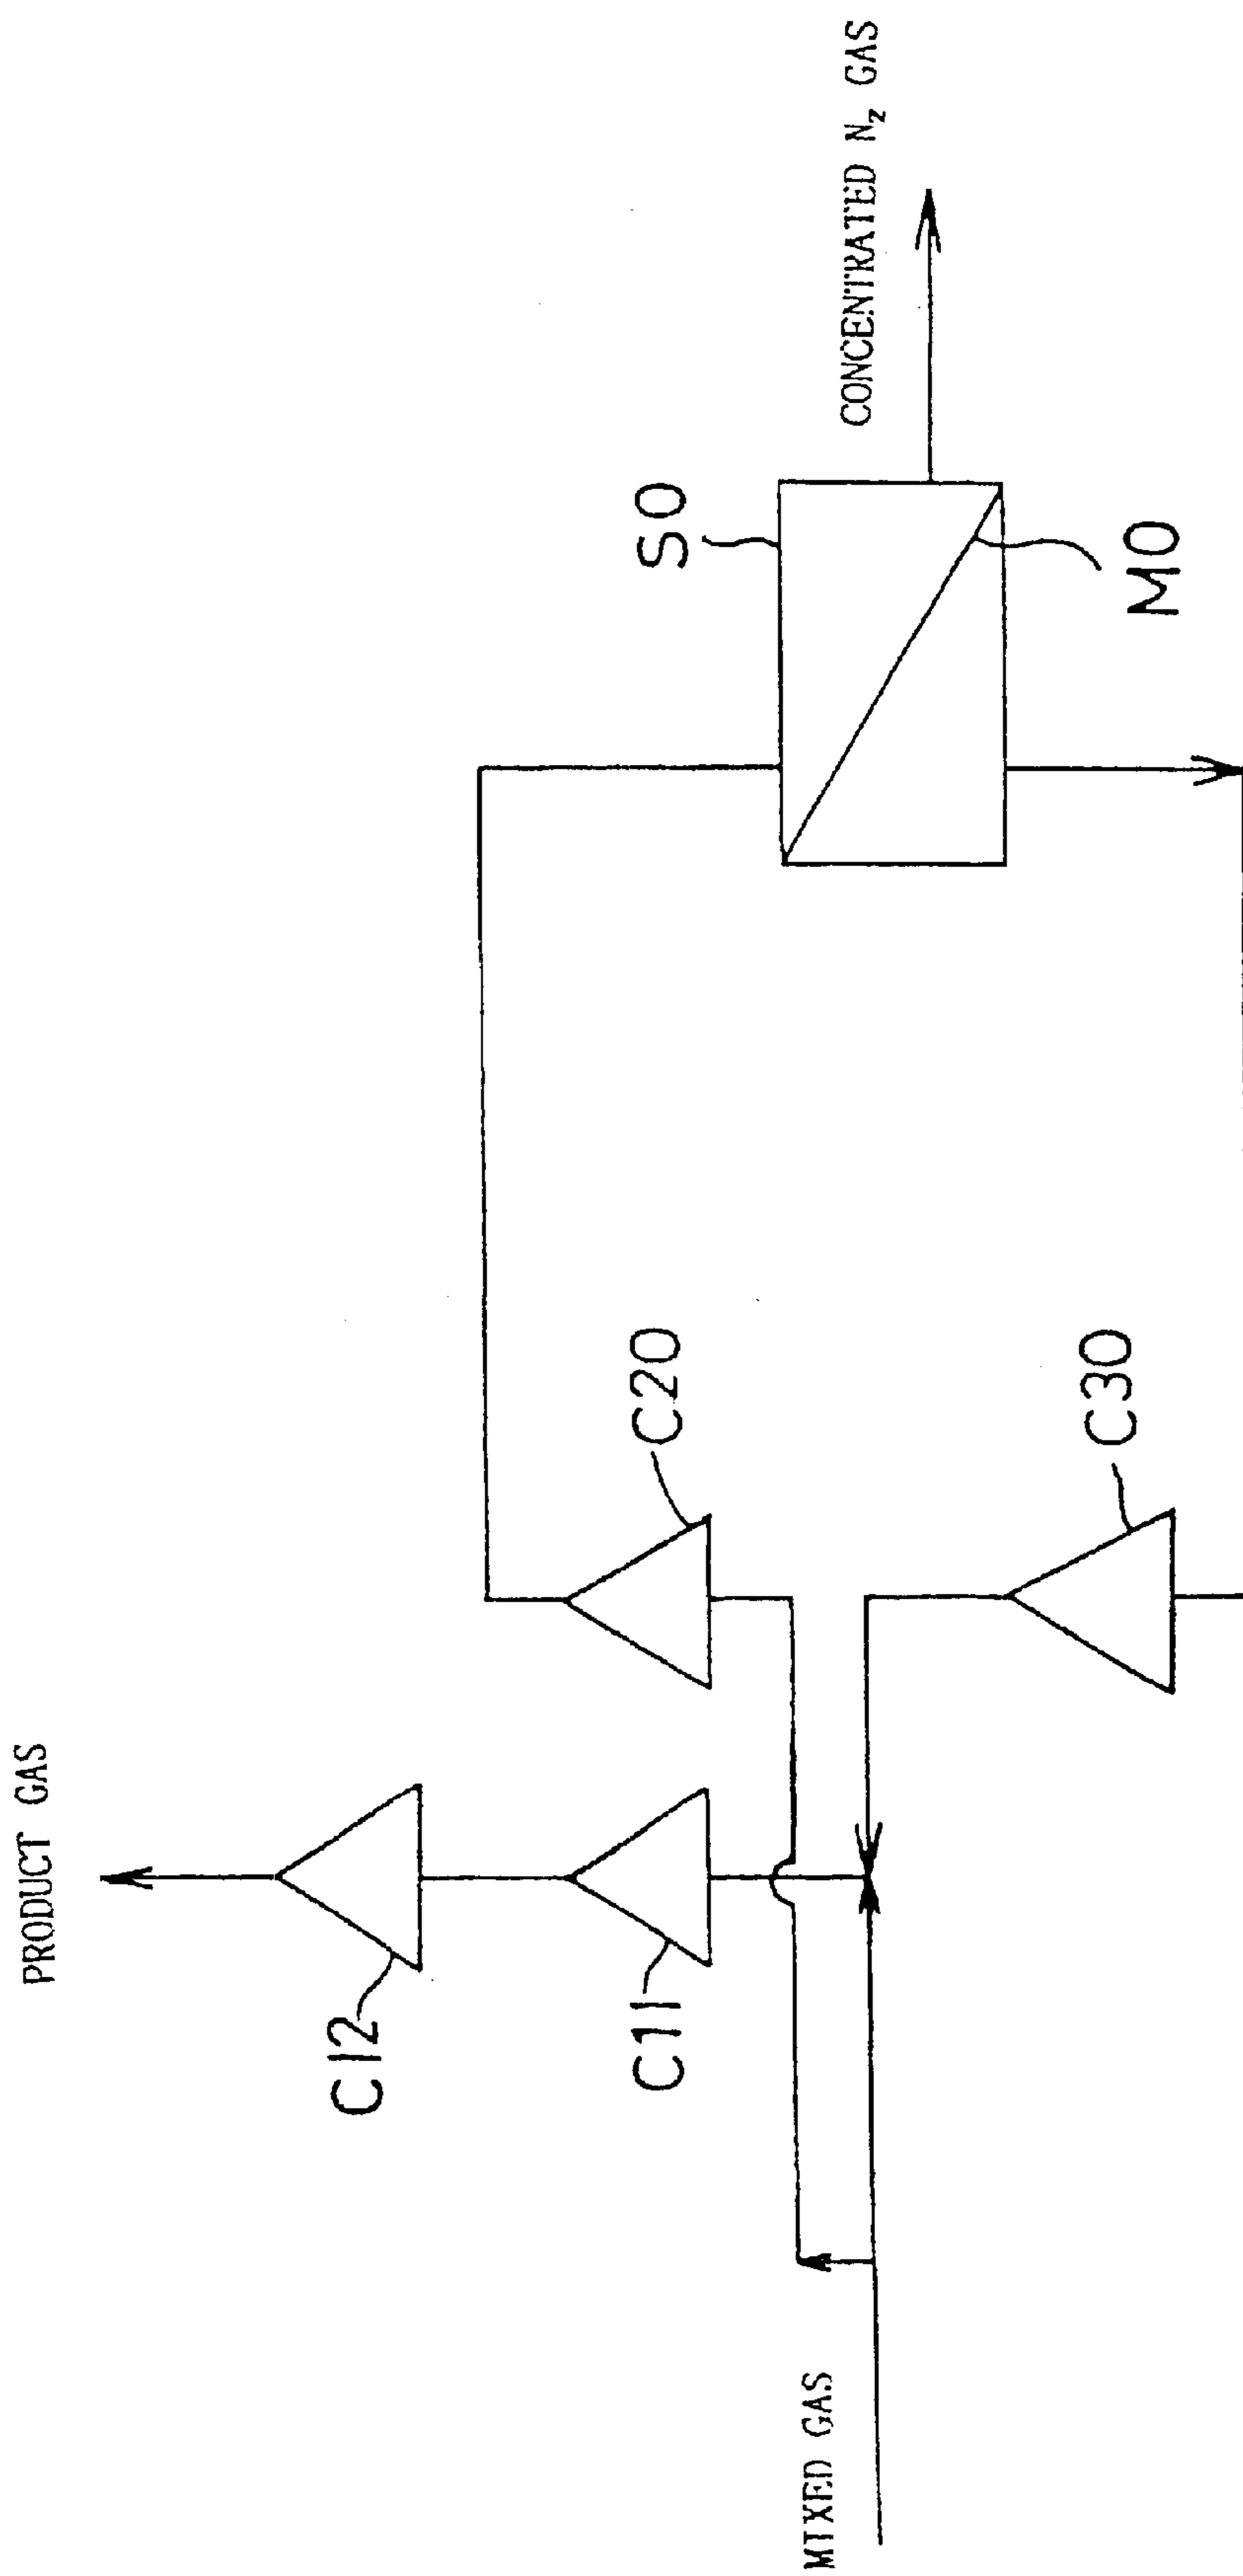 PRODUCT GAS
C12
C11
C20
C30
S0
M0
MIXED GAS
CONCENTRATED N₂ GAS